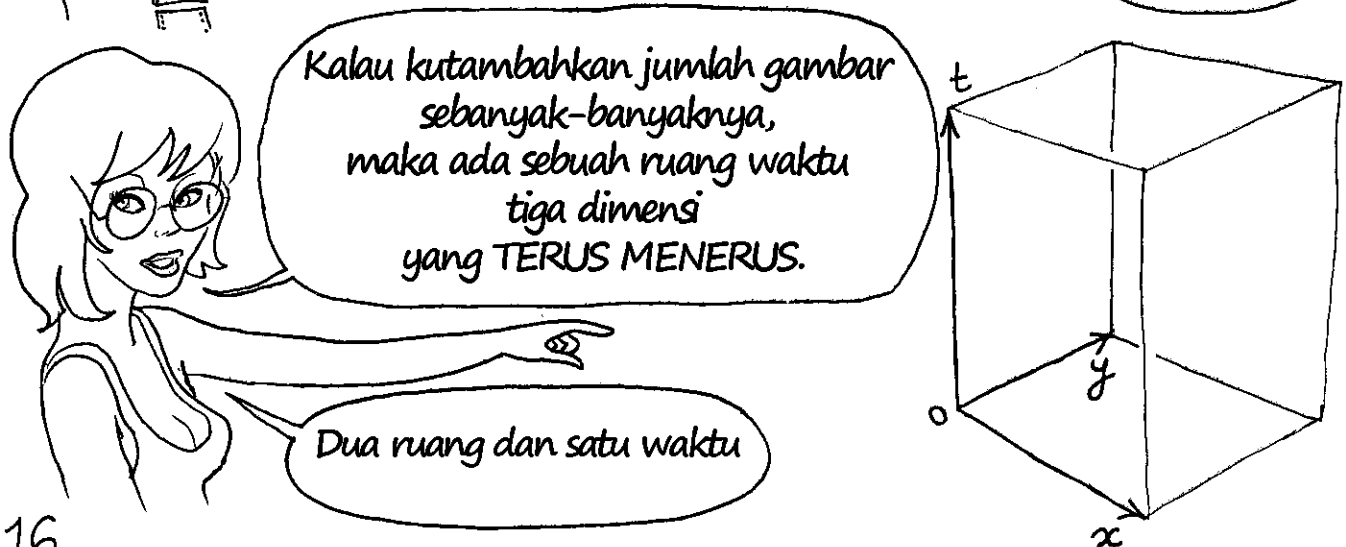 Kalau kutambahkan jumlah gambar
sebanyak-banyaknya,
maka ada sebuah ruang waktu
tiga dimensi
yang TERUS MENERUS.
t
y
o
Dua ruang dan satu waktu
x
16